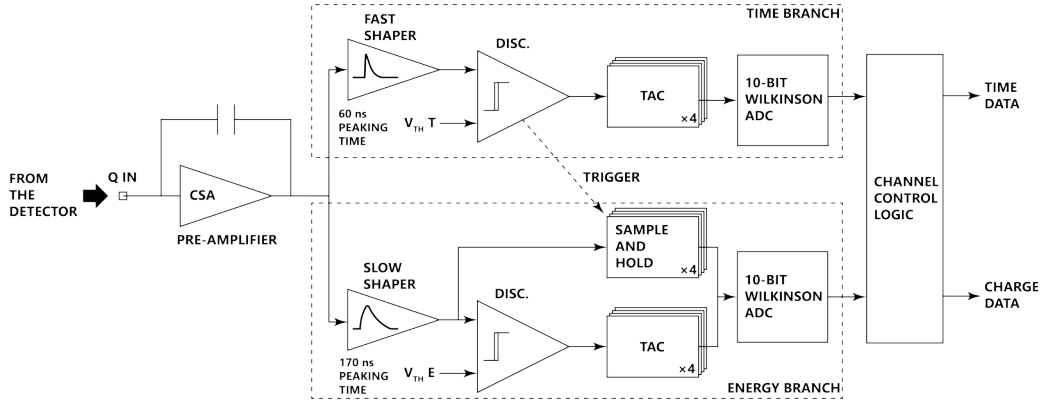 TIME BRANCH
FAST
SHAPER
DISC.
60 ns
PEAKING
TIME
V_TH T
TAC
×4
10-BIT
WILKINSON
ADC
FROM
THE
DETECTOR
Q IN
CSA
PRE-AMPLIFIER
TRIGGER
SAMPLE
AND
HOLD
×4
SLOW
SHAPER
DISC.
170 ns
PEAKING
TIME
V_TH E
TAC
×4
10-BIT
WILKINSON
ADC
ENERGY BRANCH
CHANNEL
CONTROL
LOGIC
TIME
DATA
CHARGE
DATA